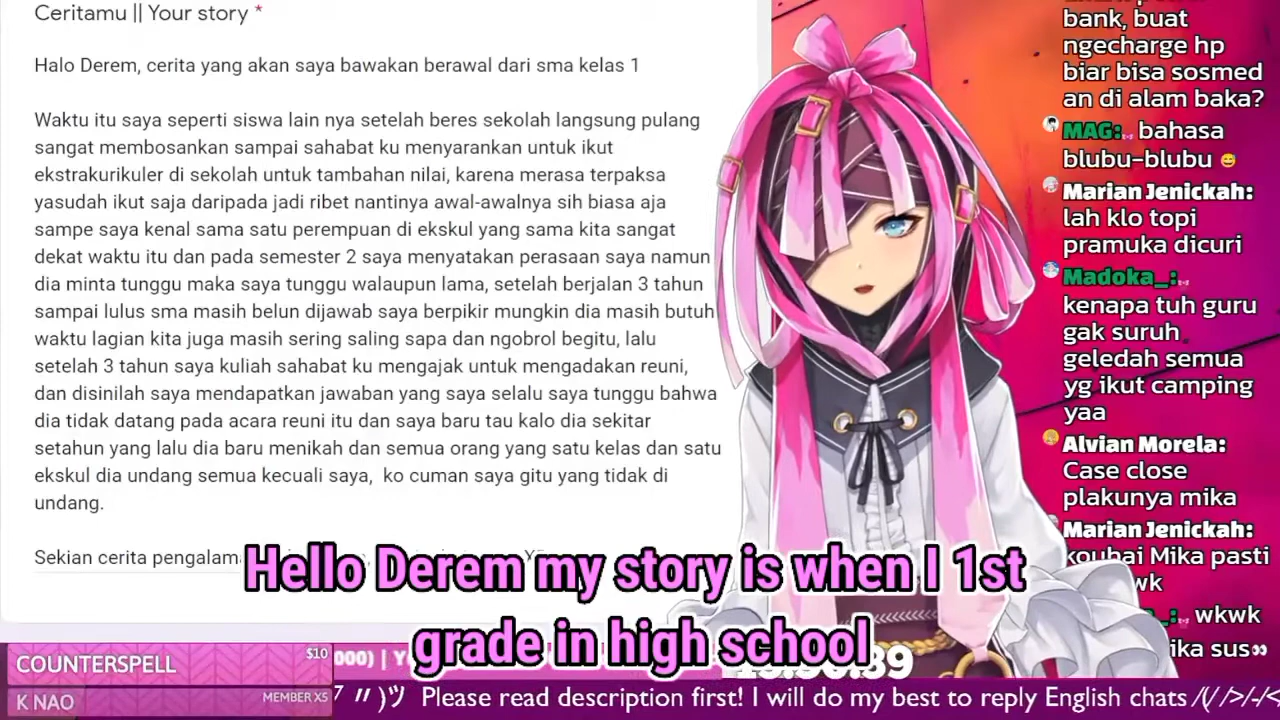 Ceritamu || Your story *
Halo Derem, cerita yang akan saya bawakan berawal dari sma kelas 1
Waktu itu saya seperti siswa lain nya setelah beres sekolah langsung pulang
sangat membosankan sampai sahabat ku menyarankan untuk ikut
ekstrakurikuler di sekolah untuk tambahan nilai, karena merasa terpaksa
yasudah ikut saja daripada jadi ribet nantinya awal-awalnya sih biasa aja
sampe saya kenal sama satu perempuan di ekskul yang sama kita sangat
dekat waktu itu dan pada semester 2 saya menyatakan perasaan saya namun
dia minta tunggu maka saya tunggu walaupun lama, setelah berjalan 3 tahun
sampai lulus sma masih belun dijawab saya berpikir mungkin dia masih butuh
waktu lagian kita juga masih sering saling sapa dan ngobrol begitu, lalu
setelah 3 tahun saya kuliah sahabat ku mengajak untuk mengadakan reuni,
dan disinilah saya mendapatkan jawaban yang saya selalu saya tunggu bahwa
dia tidak datang pada acara reuni itu dan saya baru tau kalo dia sekitar
setahun yang lalu dia baru menikah dan semua orang yang satu kelas dan satu
ekskul dia undang semua kecuali saya, ko cuman saya gitu yang tidak di
undang.
Sekian cerita pengalama
Hello Derem my story is when I 1st
grade in high school
bank, buat
ngecharge hp
biar bisa sosmed
an di alam baka?
MAG: bahasa
blubu-blubu 😅
Marian Jenickah:
lah klo topi
pramuka dicuri
Madoka_:
kenapa tuh guru
gak suruh
geledah semua
yg ikut camping
yaa
Alvian Morela:
Case close
plakunya mika
Marian Jenickah:
kouhai Mika pasti
wk
_: wkwk
ika sus»
COUNTERSPELL $10
K NAO MEMBER X5
000) | Y
Please read description first! I will do my best to reply English chats